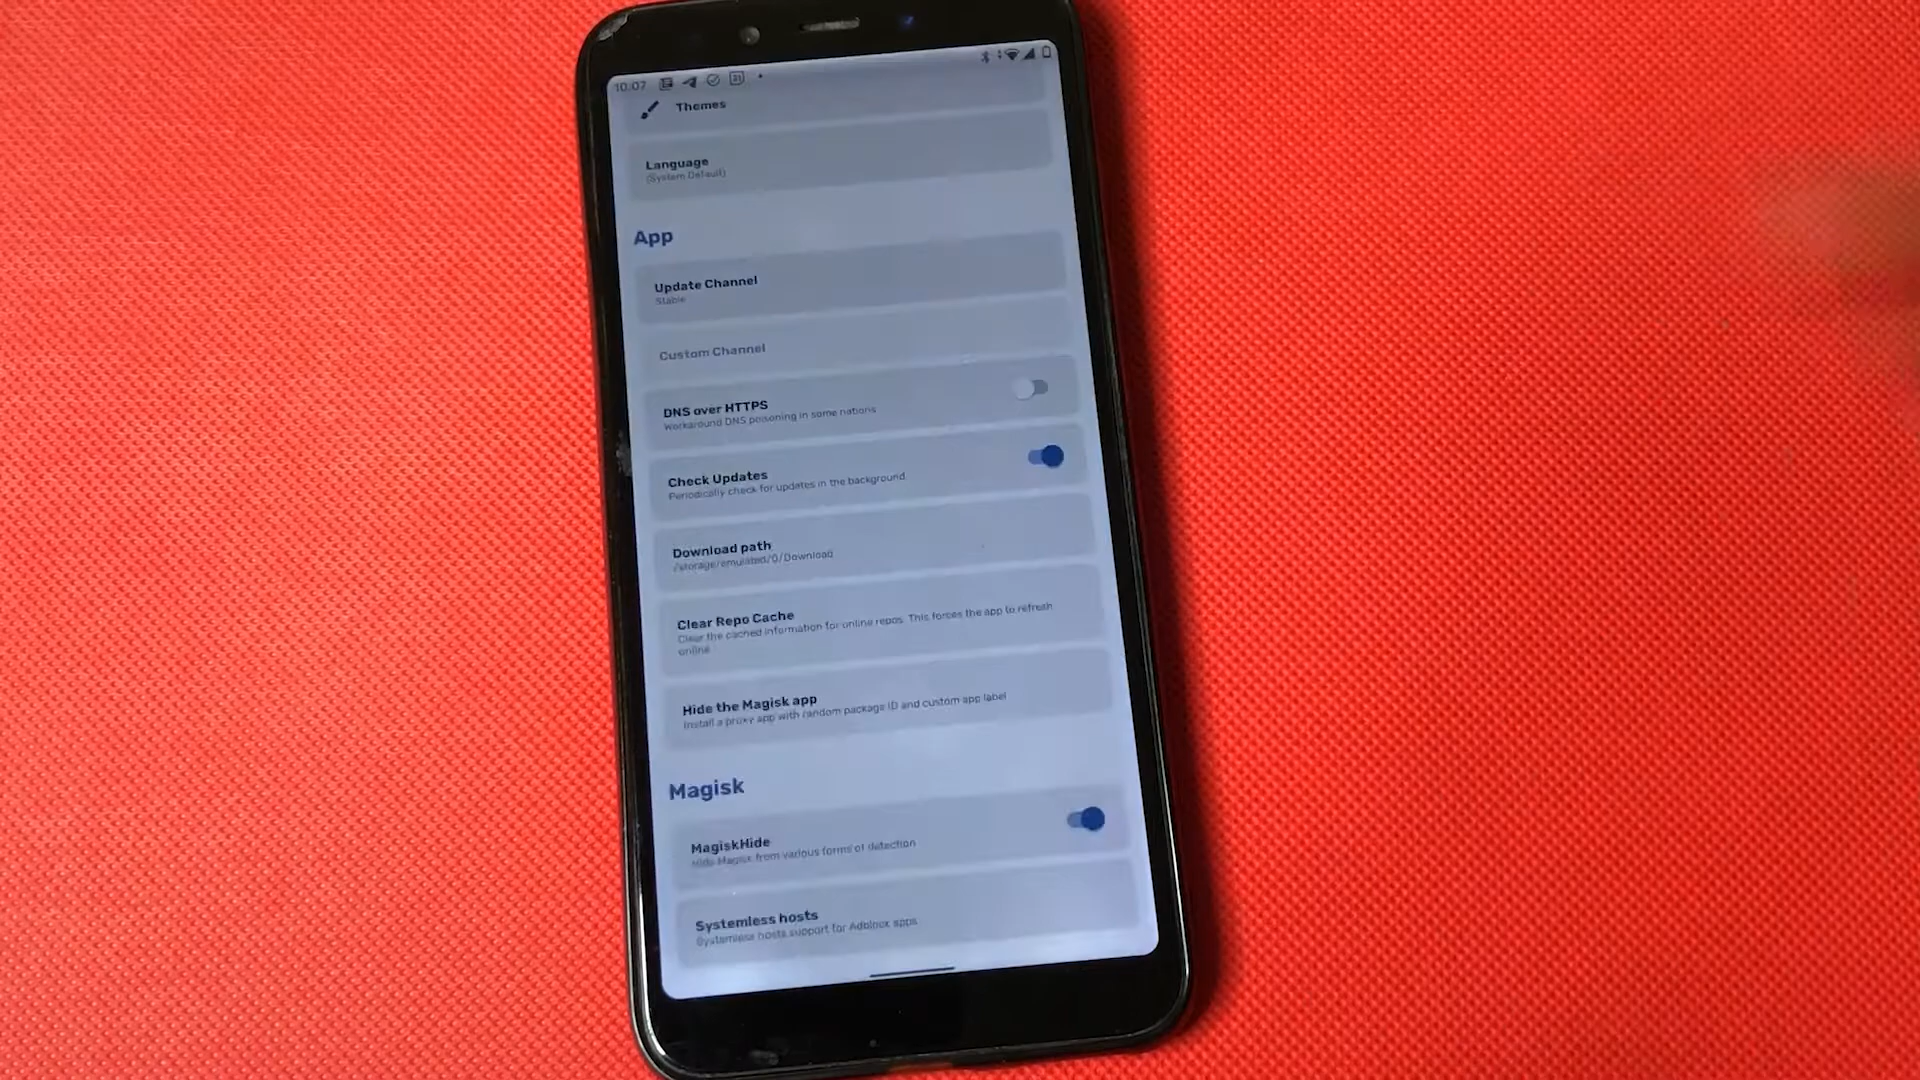 10:07
Themes
Language
(System Default)
App
Update Channel
Stable
Custom Channel
DNS over HTTPS
Workaround DNS poisoning in some nations
Check Updates
Periodically check for updates in the background
Download path
/storage/emulated/0/Download
Clear Repo Cache
Clear the cached information for online repos. This forces the app to refresh
online
Hide the Magisk app
Install a proxy app with random package ID and custom app label
Magisk
MagiskHide
Hide Magisk from various forms of detection
Systemless hosts
Systemless hosts support for Adblock apps